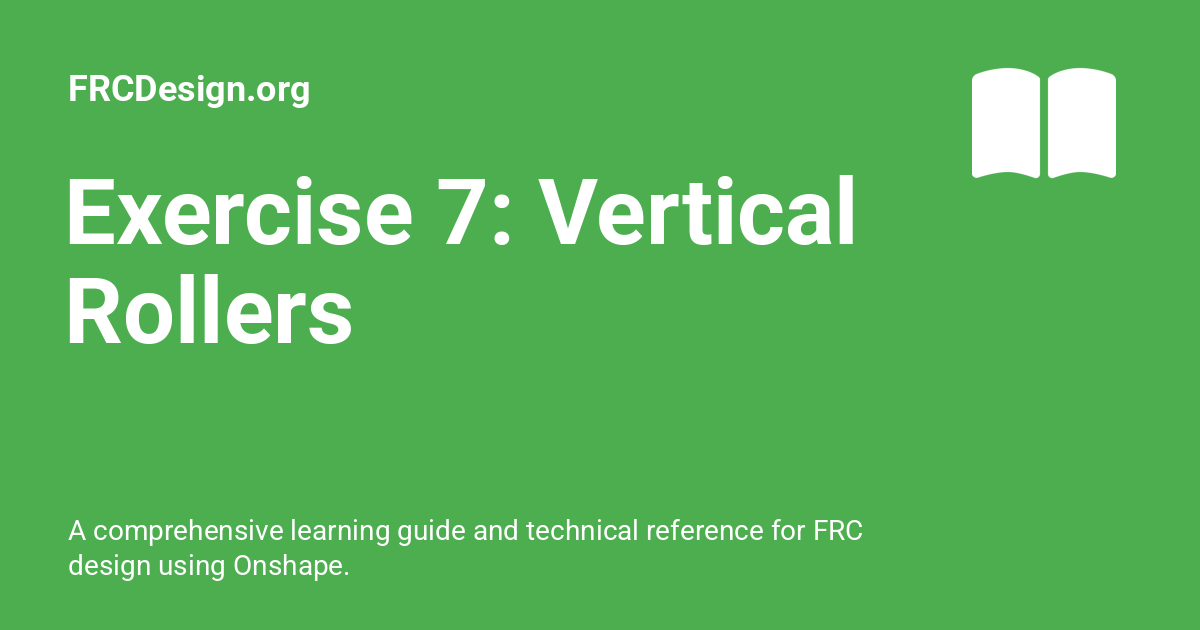 FRCDesign.org
Exercise 7: Vertical
Rollers
A comprehensive learning guide and technical reference for FRC
design using Onshape.